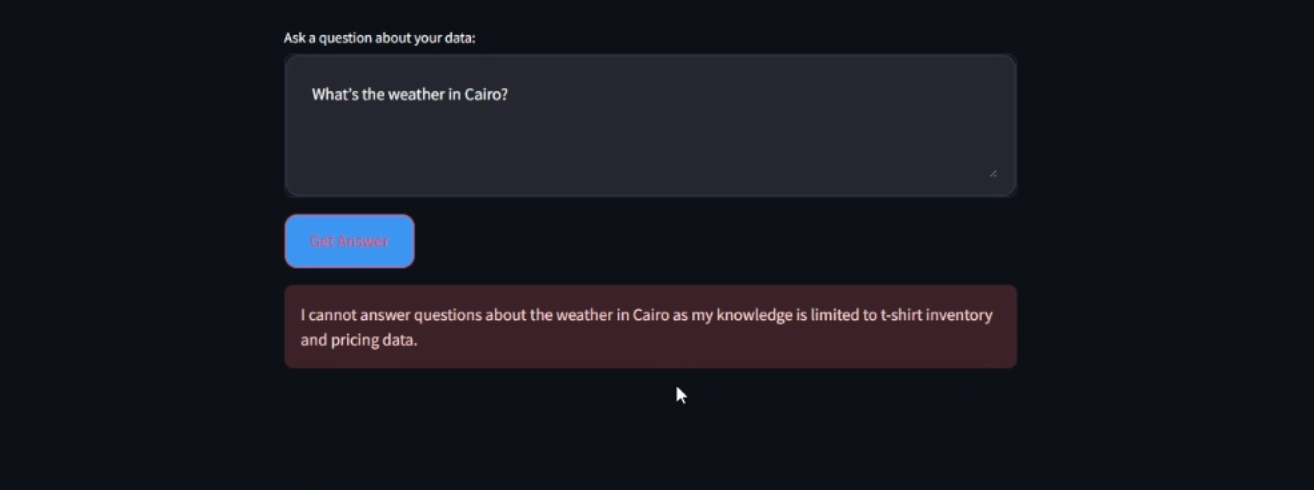 Ask a question about your data:
What's the weather in Cairo?
Get Answer
I cannot answer questions about the weather in Cairo as my knowledge is limited to t-shirt inventory
and pricing data.